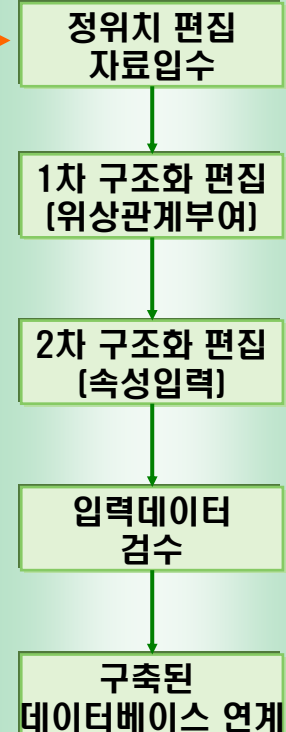 정위치 편집
자료입수
1차 구조화 편집
(위상관계부여)
2차 구조화 편집
(속성입력)
입력데이터
검수
구축된
데이터베이스 연계